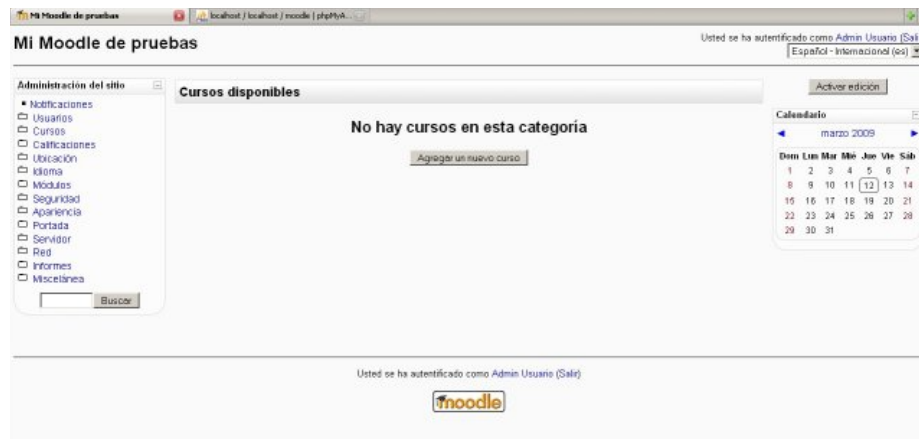 Mi Moodle de pruebas
localhost / localhost / moodle | phpMyA...
Mi Moodle de pruebas
Usted se ha autentificado como Admin Usuario (Sali
Español - Internacional (es)
Administración del sitio
Notificaciones
Usuarios
Cursos
Calificaciones
Ubicación
Idioma
Módulos
Seguridad
Apariencia
Portada
Servidor
Red
Informes
Miscelánea
Buscar
Cursos disponibles
No hay cursos en esta categoría
Agregar un nuevo curso
Activar edición
Calendario
marzo 2009
Dom Lun Mar Mié Jue Vie Sáb
1 2 3 4 5 6 7
8 9 10 11 12 13 14
15 16 17 18 19 20 21
22 23 24 25 26 27 28
29 30 31
Usted se ha autentificado como Admin Usuario (Salir)
moodle